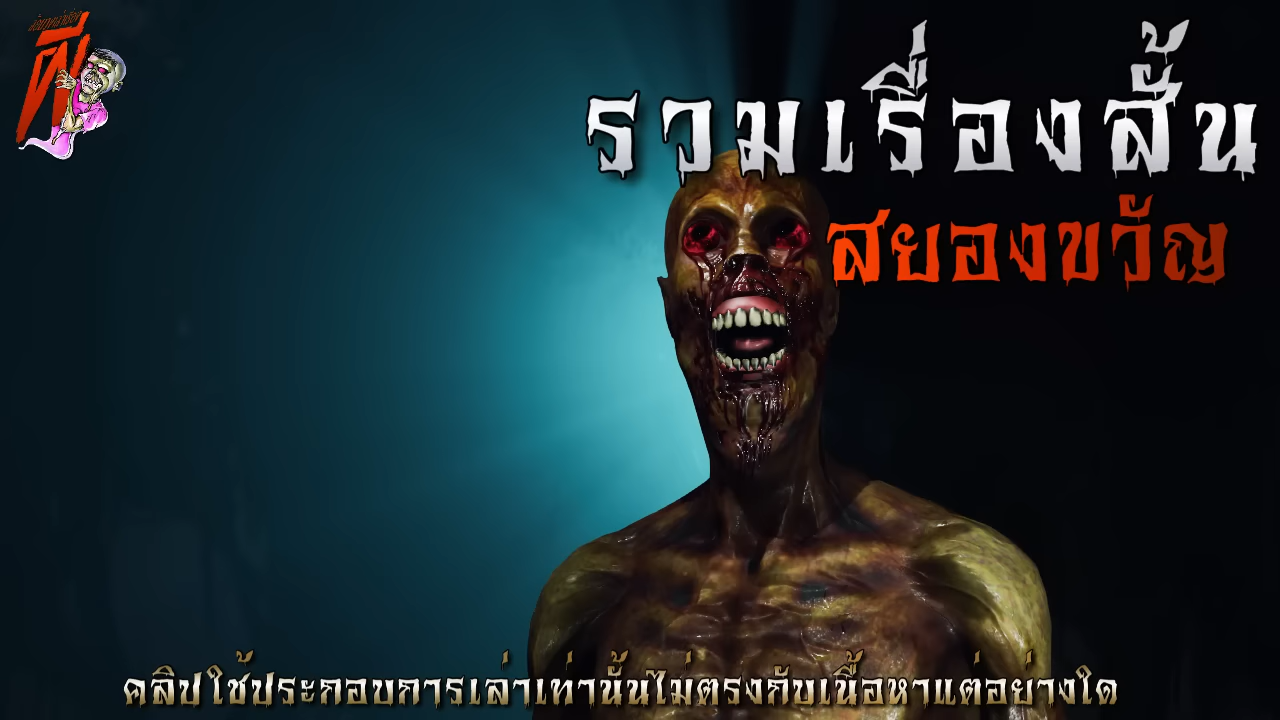 ผี
รวมเรื่องสั้น
สยองขวัญ
คลิปใช้ประกอบการเล่าเท่านั้นไม่ตรงกับเนื้อหาแต่อย่างใด